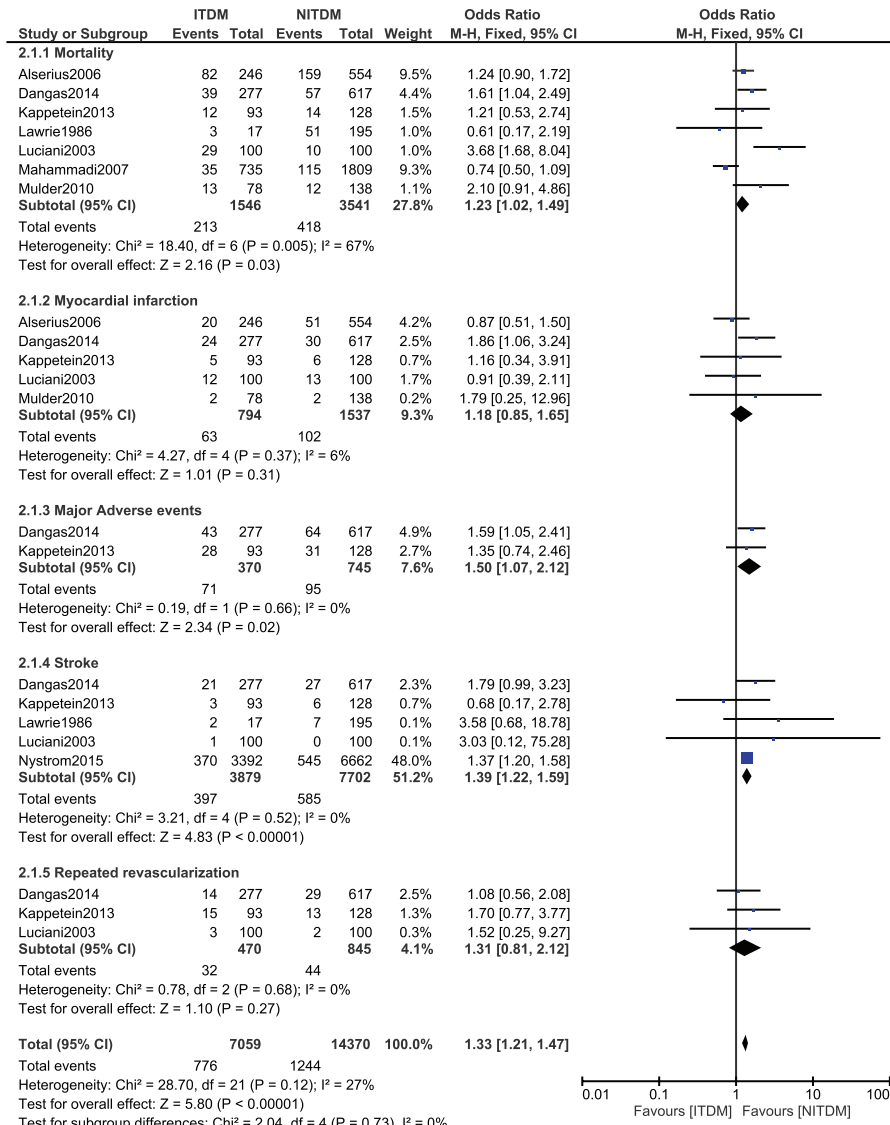 ITDM NITDM Odds Ratio Odds Ratio
Study or Subgroup Events Total Events Total Weight M-H, Fixed, 95% CI M-H, Fixed, 95% CI
2.1.1 Mortality
Alserius2006 82 246 159 554 9.5% 1.24 [0.90, 1.72]
Dangas2014 39 277 57 617 4.4% 1.61 [1.04, 2.49]
Kappetein2013 12 93 14 128 1.5% 1.21 [0.53, 2.74]
Lawrie1986 3 17 51 195 1.0% 0.61 [0.17, 2.19]
Luciani2003 29 100 10 100 1.0% 3.68 [1.68, 8.04]
Mahammadi2007 35 735 115 1809 9.3% 0.74 [0.50, 1.09]
Mulder2010 13 78 12 138 1.1% 2.10 [0.91, 4.86]
Subtotal (95% CI) 1546 3541 27.8% 1.23 [1.02, 1.49]
Total events 213 418
Heterogeneity: Chi² = 18.40, df = 6 (P = 0.005); I² = 67%
Test for overall effect: Z = 2.16 (P = 0.03)
2.1.2 Myocardial infarction
Alserius2006 20 246 51 554 4.2% 0.87 [0.51, 1.50]
Dangas2014 24 277 30 617 2.5% 1.86 [1.06, 3.24]
Kappetein2013 5 93 6 128 0.7% 1.16 [0.34, 3.91]
Luciani2003 12 100 13 100 1.7% 0.91 [0.39, 2.11]
Mulder2010 2 78 2 138 0.2% 1.79 [0.25, 12.96]
Subtotal (95% CI) 794 1537 9.3% 1.18 [0.85, 1.65]
Total events 63 102
Heterogeneity: Chi² = 4.27, df = 4 (P = 0.37); I² = 6%
Test for overall effect: Z = 1.01 (P = 0.31)
2.1.3 Major Adverse events
Dangas2014 43 277 64 617 4.9% 1.59 [1.05, 2.41]
Kappetein2013 28 93 31 128 2.7% 1.35 [0.74, 2.46]
Subtotal (95% CI) 370 745 7.6% 1.50 [1.07, 2.12]
Total events 71 95
Heterogeneity: Chi² = 0.19, df = 1 (P = 0.66); I² = 0%
Test for overall effect: Z = 2.34 (P = 0.02)
2.1.4 Stroke
Dangas2014 21 277 27 617 2.3% 1.79 [0.99, 3.23]
Kappetein2013 3 93 6 128 0.8% 0.68 [0.17, 2.78]
Lawrie1986 2 17 7 195 0.1% 3.58 [0.68, 18.78]
Luciani2003 1 100 0 100 0.1% 3.03 [0.12, 75.28]
Nystrom2015 370 3392 545 6662 48.0% 1.37 [1.20, 1.58]
Subtotal (95% CI) 3879 7702 51.2% 1.39 [1.22, 1.59]
Total events 397 585
Heterogeneity: Chi² = 3.21, df = 4 (P = 0.52); I² = 0%
Test for overall effect: Z = 4.83 (P < 0.00001)
2.1.5 Repeated revascularization
Dangas2014 14 277 29 617 2.5% 1.08 [0.56, 2.08]
Kappetein2013 15 93 13 128 1.3% 1.70 [0.77, 3.77]
Luciani2003 3 100 2 100 0.3% 1.52 [0.25, 9.27]
Subtotal (95% CI) 470 845 4.1% 1.31 [0.81, 2.12]
Total events 32 44
Heterogeneity: Chi² = 0.78, df = 2 (P = 0.68); I² = 0%
Test for overall effect: Z = 1.10 (P = 0.27)
Total (95% CI) 7059 14370 100.0% 1.33 [1.21, 1.47]
Total events 776 1244
Heterogeneity: Chi² = 28.70, df = 21 (P = 0.12); I² = 27%
Test for overall effect: Z = 5.80 (P < 0.00001)
Test for subgroup differences: Chi² = 2.04, df = 4 (P = 0.73), I² = 0%
0.01 0.1 1 10 100
Favours [ITDM] Favours [NITDM]